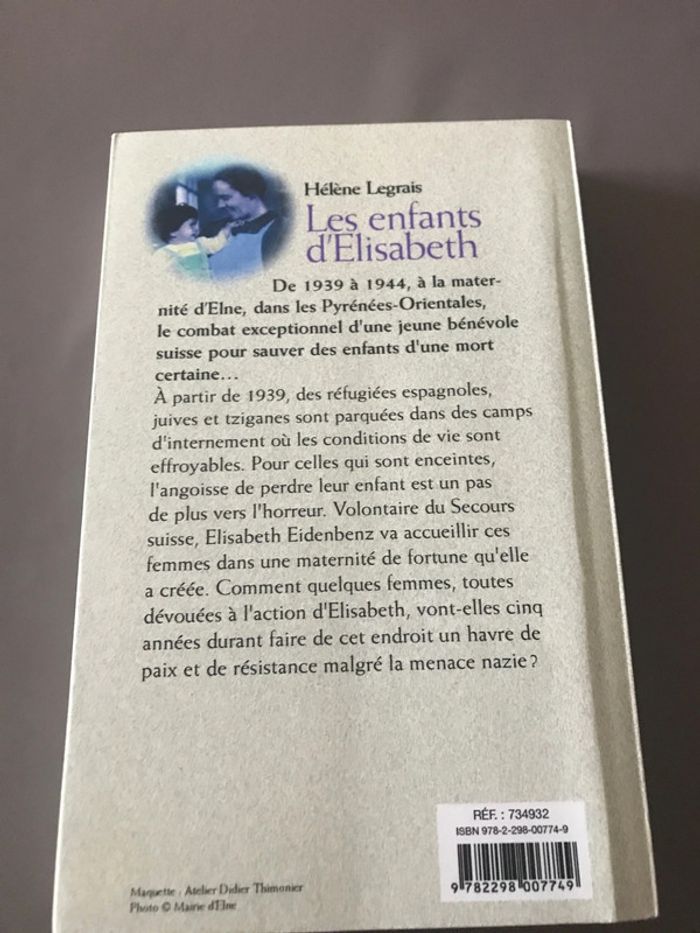 Hélène Legrais
Les enfants
d'Elisabeth
De 1939 à 1944, à la mater-
nité d'Elne, dans les Pyrénées-Orientales,
le combat exceptionnel d'une jeune bénévole
suisse pour sauver des enfants d'une mort
certaine...
À partir de 1939, des réfugiées espagnoles,
juives et tziganes sont parquées dans des camps
d'internement où les conditions de vie sont
effroyables. Pour celles qui sont enceintes,
l'angoisse de perdre leur enfant est un pas
de plus vers l'horreur. Volontaire du Secours
suisse, Elisabeth Eidenbenz va accueillir ces
femmes dans une maternité de fortune qu'elle
a créée. Comment quelques femmes, toutes
dévouées à l'action d'Elisabeth, vont-elles cinq
années durant faire de cet endroit un havre de
paix et de résistance malgré la menace nazie ?
RÉF. : 734932
ISBN 978-2-298-00774-9
9 782298 007749
Maquette : Atelier Didier Thimonier
Photo © Mairie d'Elne